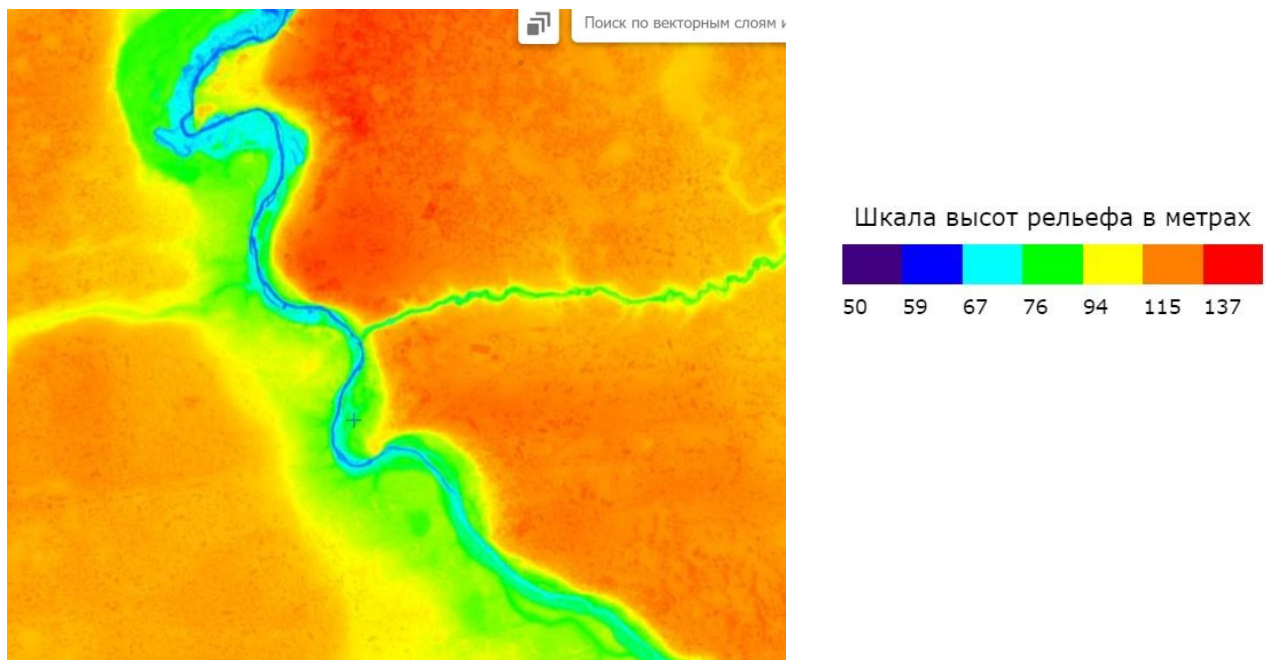 Поиск по векторным слоям и
Шкала высот рельефа в метрах
50 59 67 76 94 115 137